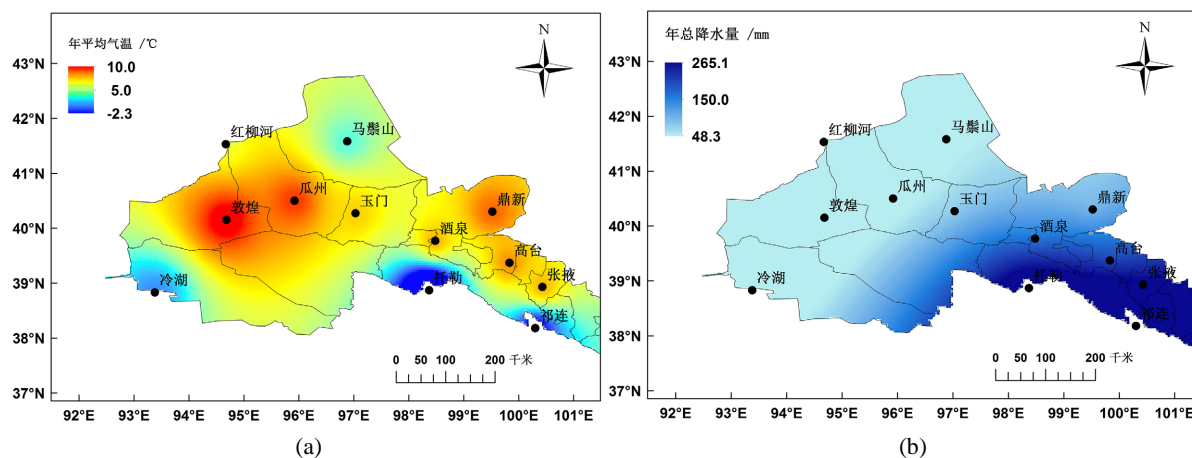 N
年平均气温 /℃
10.0
5.0
-2.3
43°N
42°N
41°N
40°N
39°N
38°N
37°N
红柳河
马鬃山
瓜州
敦煌
玉门
鼎新
酒泉
高台
冷湖
托勒
张掖
祁连
0 50 100 200 千米
92°E 93°E 94°E 95°E 96°E 97°E 98°E 99°E 100°E 101°E
(a)
N
年总降水量 /mm
265.1
150.0
48.3
43°N
42°N
41°N
40°N
39°N
38°N
37°N
红柳河
马鬃山
瓜州
敦煌
玉门
鼎新
酒泉
高台
冷湖
托勒
张掖
祁连
0 50 100 200 千米
92°E 93°E 94°E 95°E 96°E 97°E 98°E 99°E 100°E 101°E
(b)